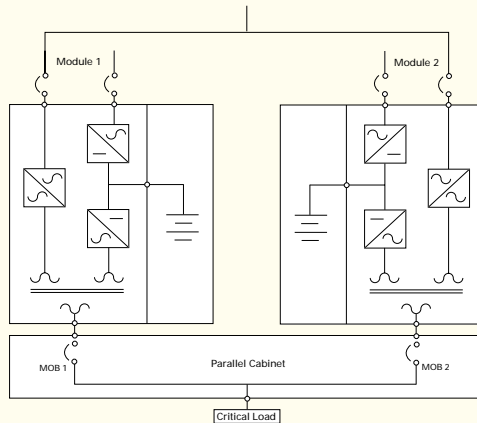 Module 1
Module 2
MOB 1
Parallel Cabinet
MOB 2
Critical Load